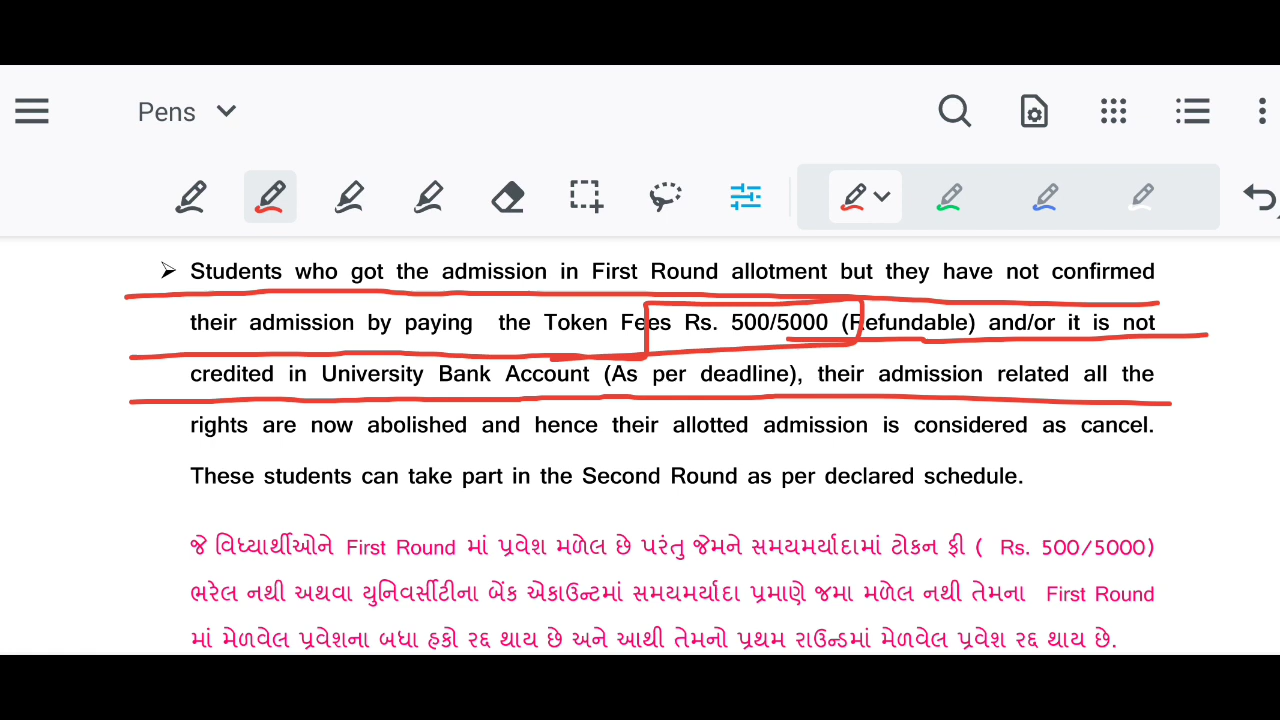 Pens
➢ Students who got the admission in First Round allotment but they have not confirmed
their admission by paying the Token Fees Rs. 500/5000 (Refundable) and/or it is not
credited in University Bank Account (As per deadline), their admission related all the
rights are now abolished and hence their allotted admission is considered as cancel.
These students can take part in the Second Round as per declared schedule.
જે વિધ્યાર્થીઓને First Round માં પ્રવેશ મળેલ છે પરંતુ જેમને સમયમર્યાદામાં ટોકન ફી ( Rs. 500/5000)
ભરેલ નથી અથવા યુનિવર્સીટીના બેંક એકાઉન્ટમાં સમયમર્યાદા પ્રમાણે જમા મળેલ નથી તેમના First Round
માં મેળવેલ પ્રવેશના બધા હકો રદ્દ થાય છે અને આથી તેમનો પ્રથમ રાઉન્ડમાં મેળવેલ પ્રવેશ રદ્દ થાય છે.